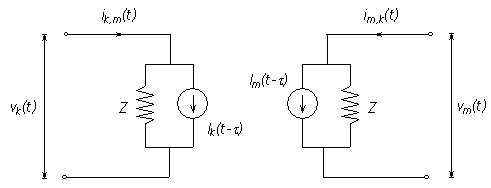 i_{k,m}(t)
i_{m,k}(t)
v_k(t)
Z
I_k(t-τ)
I_m(t-τ)
Z
v_m(t)